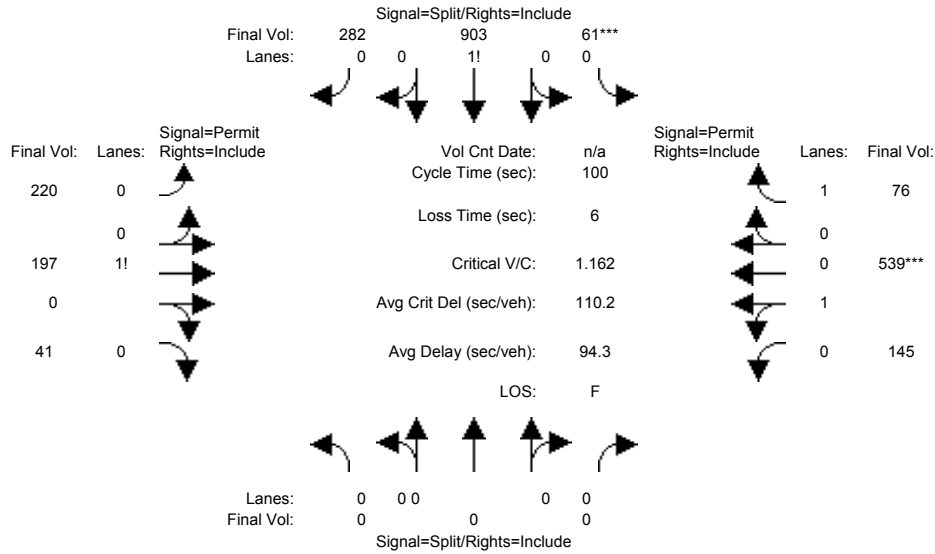 Signal=Split/Rights=Include
Final Vol: 282 903 61***
Lanes: 0 0 1! 0 0
Signal=Permit
Final Vol: Lanes: Rights=Include
Vol Cnt Date: n/a
Signal=Permit
Rights=Include Lanes: Final Vol:
Cycle Time (sec): 100
220 0
1 76
Loss Time (sec): 6
0
0
197 1!
Critical V/C: 1.162
0 539***
0
Avg Crit Del (sec/veh): 110.2
1
41 0
Avg Delay (sec/veh): 94.3
0 145
LOS: F
Lanes: 0 0 0 0 0
Final Vol: 0 0 0
Signal=Split/Rights=Include